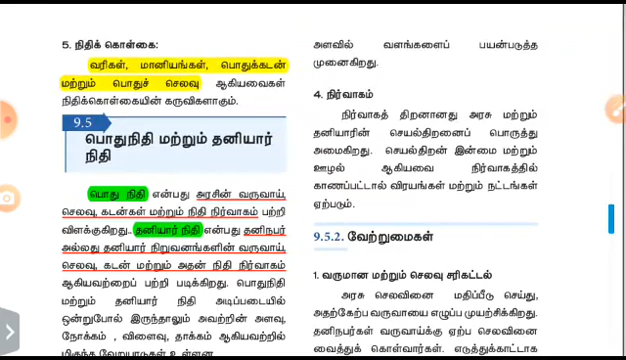 5. நிதிக் கொள்கை:
வரிகள், மானியங்கள், பொதுக்கடன்
மற்றும் பொதுச் செலவு ஆகியவைகள்
நிதிக்கொள்கையின் கருவிகளாகும்.
9.5
பொதுநிதி மற்றும் தனியார்
நிதி
பொது நிதி என்பது அரசின் வருவாய்,
செலவு, கடன்கள் மற்றும் நிதி நிர்வாகம் பற்றி
விளக்குகிறது. தனியார் நிதி என்பது தனிநபர்
அல்லது தனியார் நிறுவனங்களின் வருவாய்,
செலவு, கடன் மற்றும் அதன் நிதி நிர்வாகம்
ஆகியவற்றைப் பற்றி படிக்கிறது. பொதுநிதி
மற்றும் தனியார் நிதி அடிப்படையில்
ஒன்றுபோல் இருந்தாலும் அவற்றின் அளவு,
நோக்கம் , விளைவு, தாக்கம் ஆகியவற்றில்
மிகுந்த வேறுபாடுகள் உள்ளன
அளவில் வளங்களைப் பயன்படுத்த
முனைகிறது.
4. நிர்வாகம்
நிர்வாகத் திறனானது அரசு மற்றும்
தனியாரின் செயல்திறனைப் பொருத்து
அமைகிறது. செயல்திறன் இன்மை மற்றும்
ஊழல் ஆகியவை நிர்வாகத்தில்
காணப்பட்டால் விரயங்கள் மற்றும் நட்டங்கள்
ஏற்படும்.
9.5.2. வேற்றுமைகள்
1. வருமான மற்றும் செலவு சரிகட்டல்
அரசு செலவினை மதிப்பீடு செய்து,
அதற்கேற்ப வருவாயை எழுப்ப முயற்சிக்கிறது.
தனிநபர்கள் வருவாய்க்கு ஏற்ப செலவினை
வைத்துக் கொள்வார்கள். எடுத்துக்காட்டாக